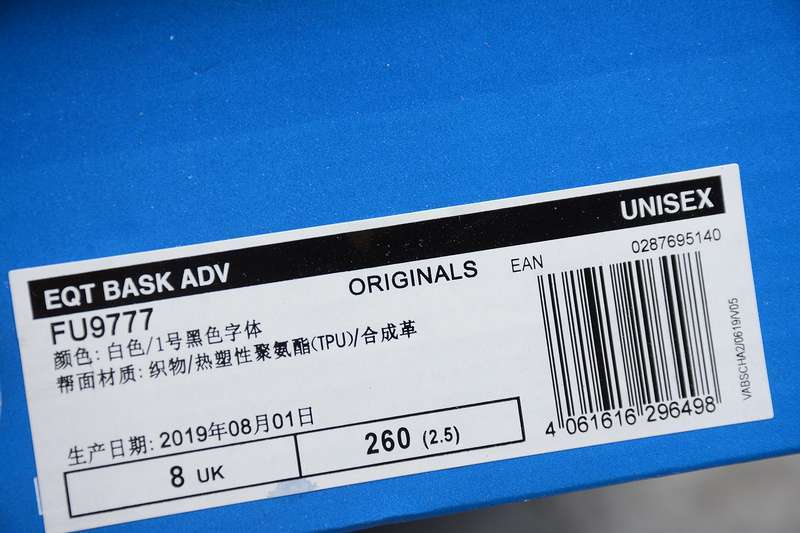 EQT BASK ADV
UNISEX
FU9777
ORIGINALS
EAN
0287695140
颜色: 白色/1号黑色字体
帮面材质: 织物/热塑性聚氨酯(TPU)/合成革
生产日期: 2019年08月01日
8 UK
260 (2.5)
4 061616 296498
VABSCHA2/0619/V05